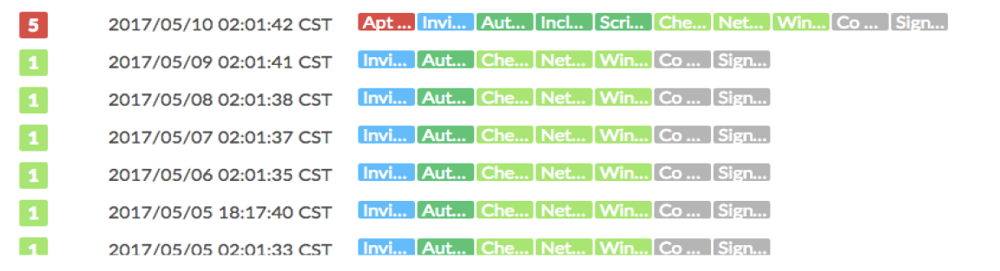 5 2017/05/10 02:01:42 CST Apt ... Invi... Aut... Incl... Scri... Che... Net... Win... Co ... Sign...
1 2017/05/09 02:01:41 CST Invi... Aut... Che... Net... Win... Co ... Sign...
1 2017/05/08 02:01:38 CST Invi... Aut... Che... Net... Win... Co ... Sign...
1 2017/05/07 02:01:37 CST Invi... Aut... Che... Net... Win... Co ... Sign...
1 2017/05/06 02:01:35 CST Invi... Aut... Che... Net... Win... Co ... Sign...
1 2017/05/05 18:17:40 CST Invi... Aut... Che... Net... Win... Co ... Sign...
1 2017/05/05 02:01:33 CST Invi... Aut... Che... Net... Win... Co ... Sign...